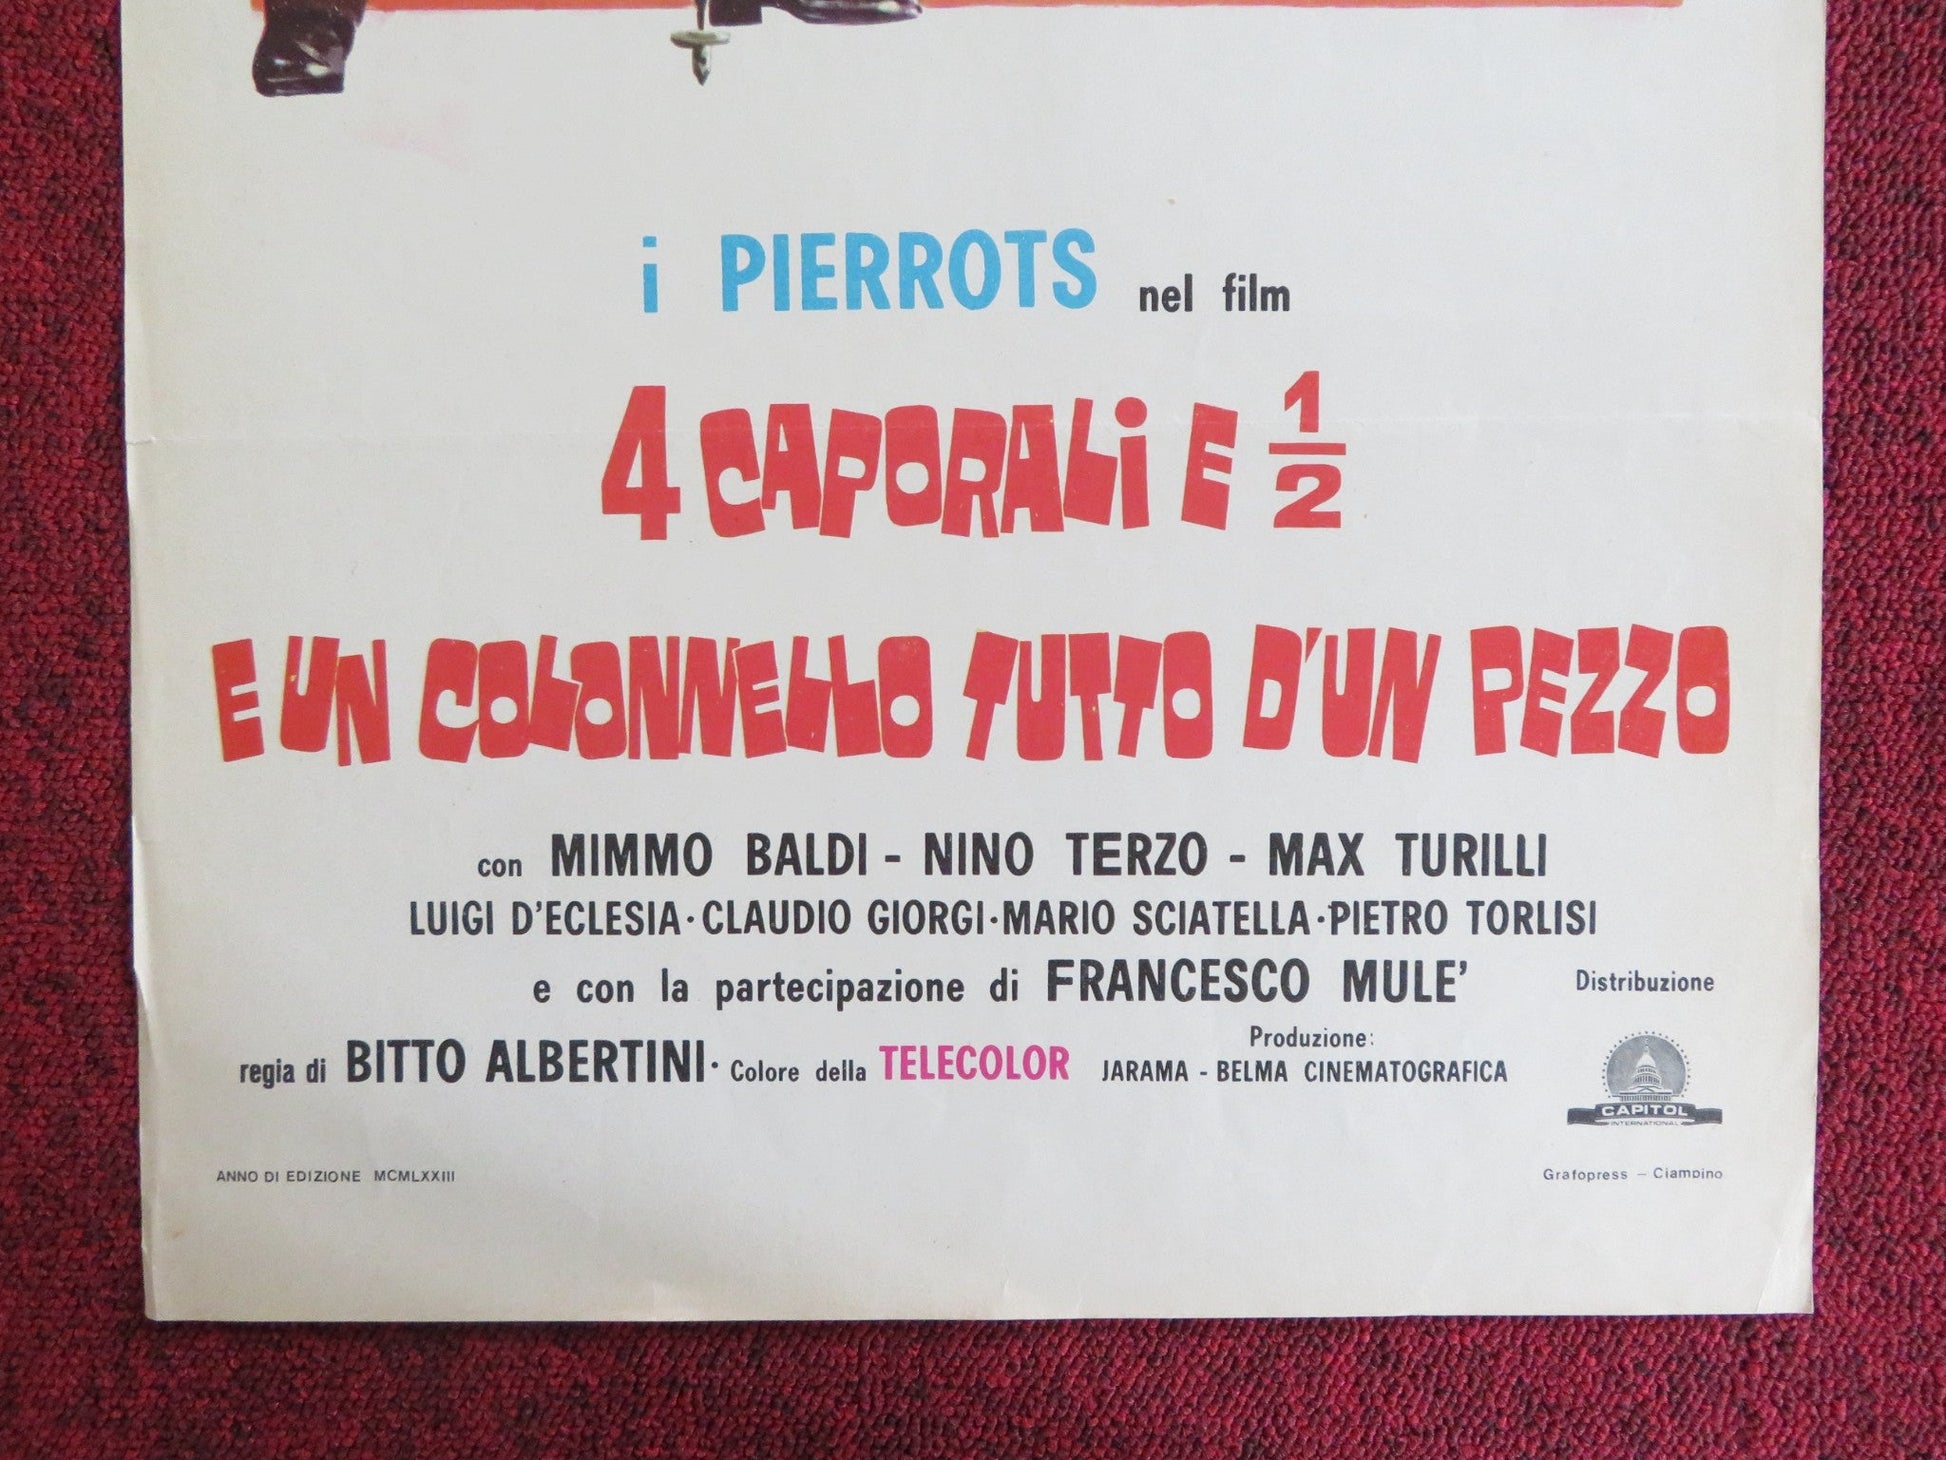 i PIERROTS nel film
4 CAPORALI E 1/2
E UN COLONNELLO TUTTO D'UN PEZZO
con MIMMO BALDI - NINO TERZO - MAX TURILLI
LUIGI D'ECLESIA · CLAUDIO GIORGI · MARIO SCIATELLA · PIETRO TORLISI
e con la partecipazione di FRANCESCO MULE'
Distribuzione
regia di BITTO ALBERTINI · Colore della TELECOLOR
Produzione:
JARAMA - BELMA CINEMATOGRAFICA
CAPITOL
INTERNATIONAL
ANNO DI EDIZIONE MCMLXXIII
Grafopress – Ciampino